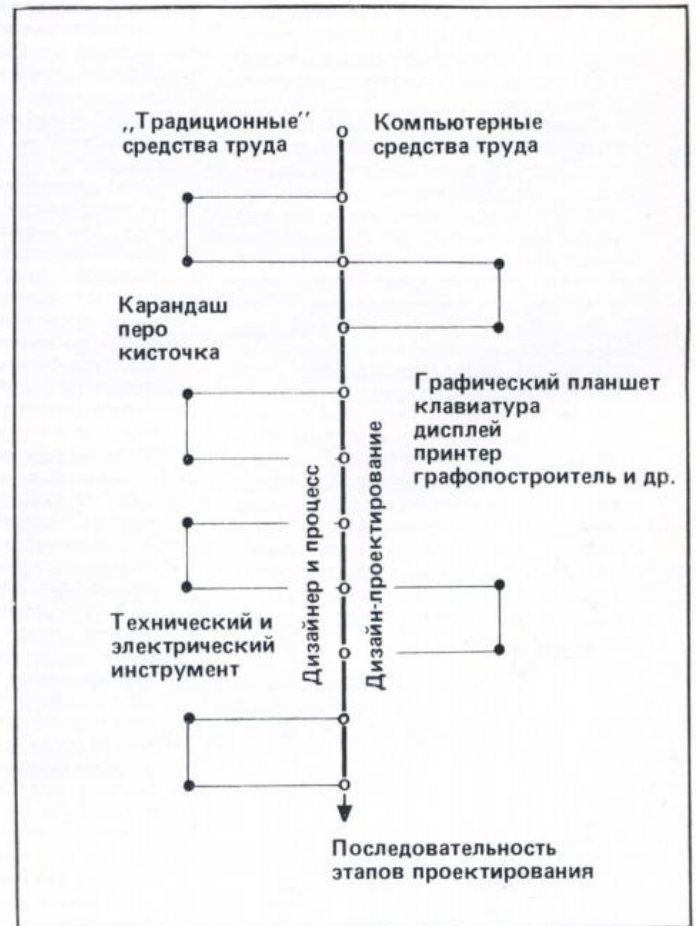 „Традиционные”
средства труда
Компьютерные
средства труда
Карандаш
перо
кисточка
Графический планшет
клавиатура
дисплей
принтер
графопостроитель и др.
Дизайнер и процесс
Дизайн-проектирование
Технический и
электрический
инструмент
Последовательность
этапов проектирования